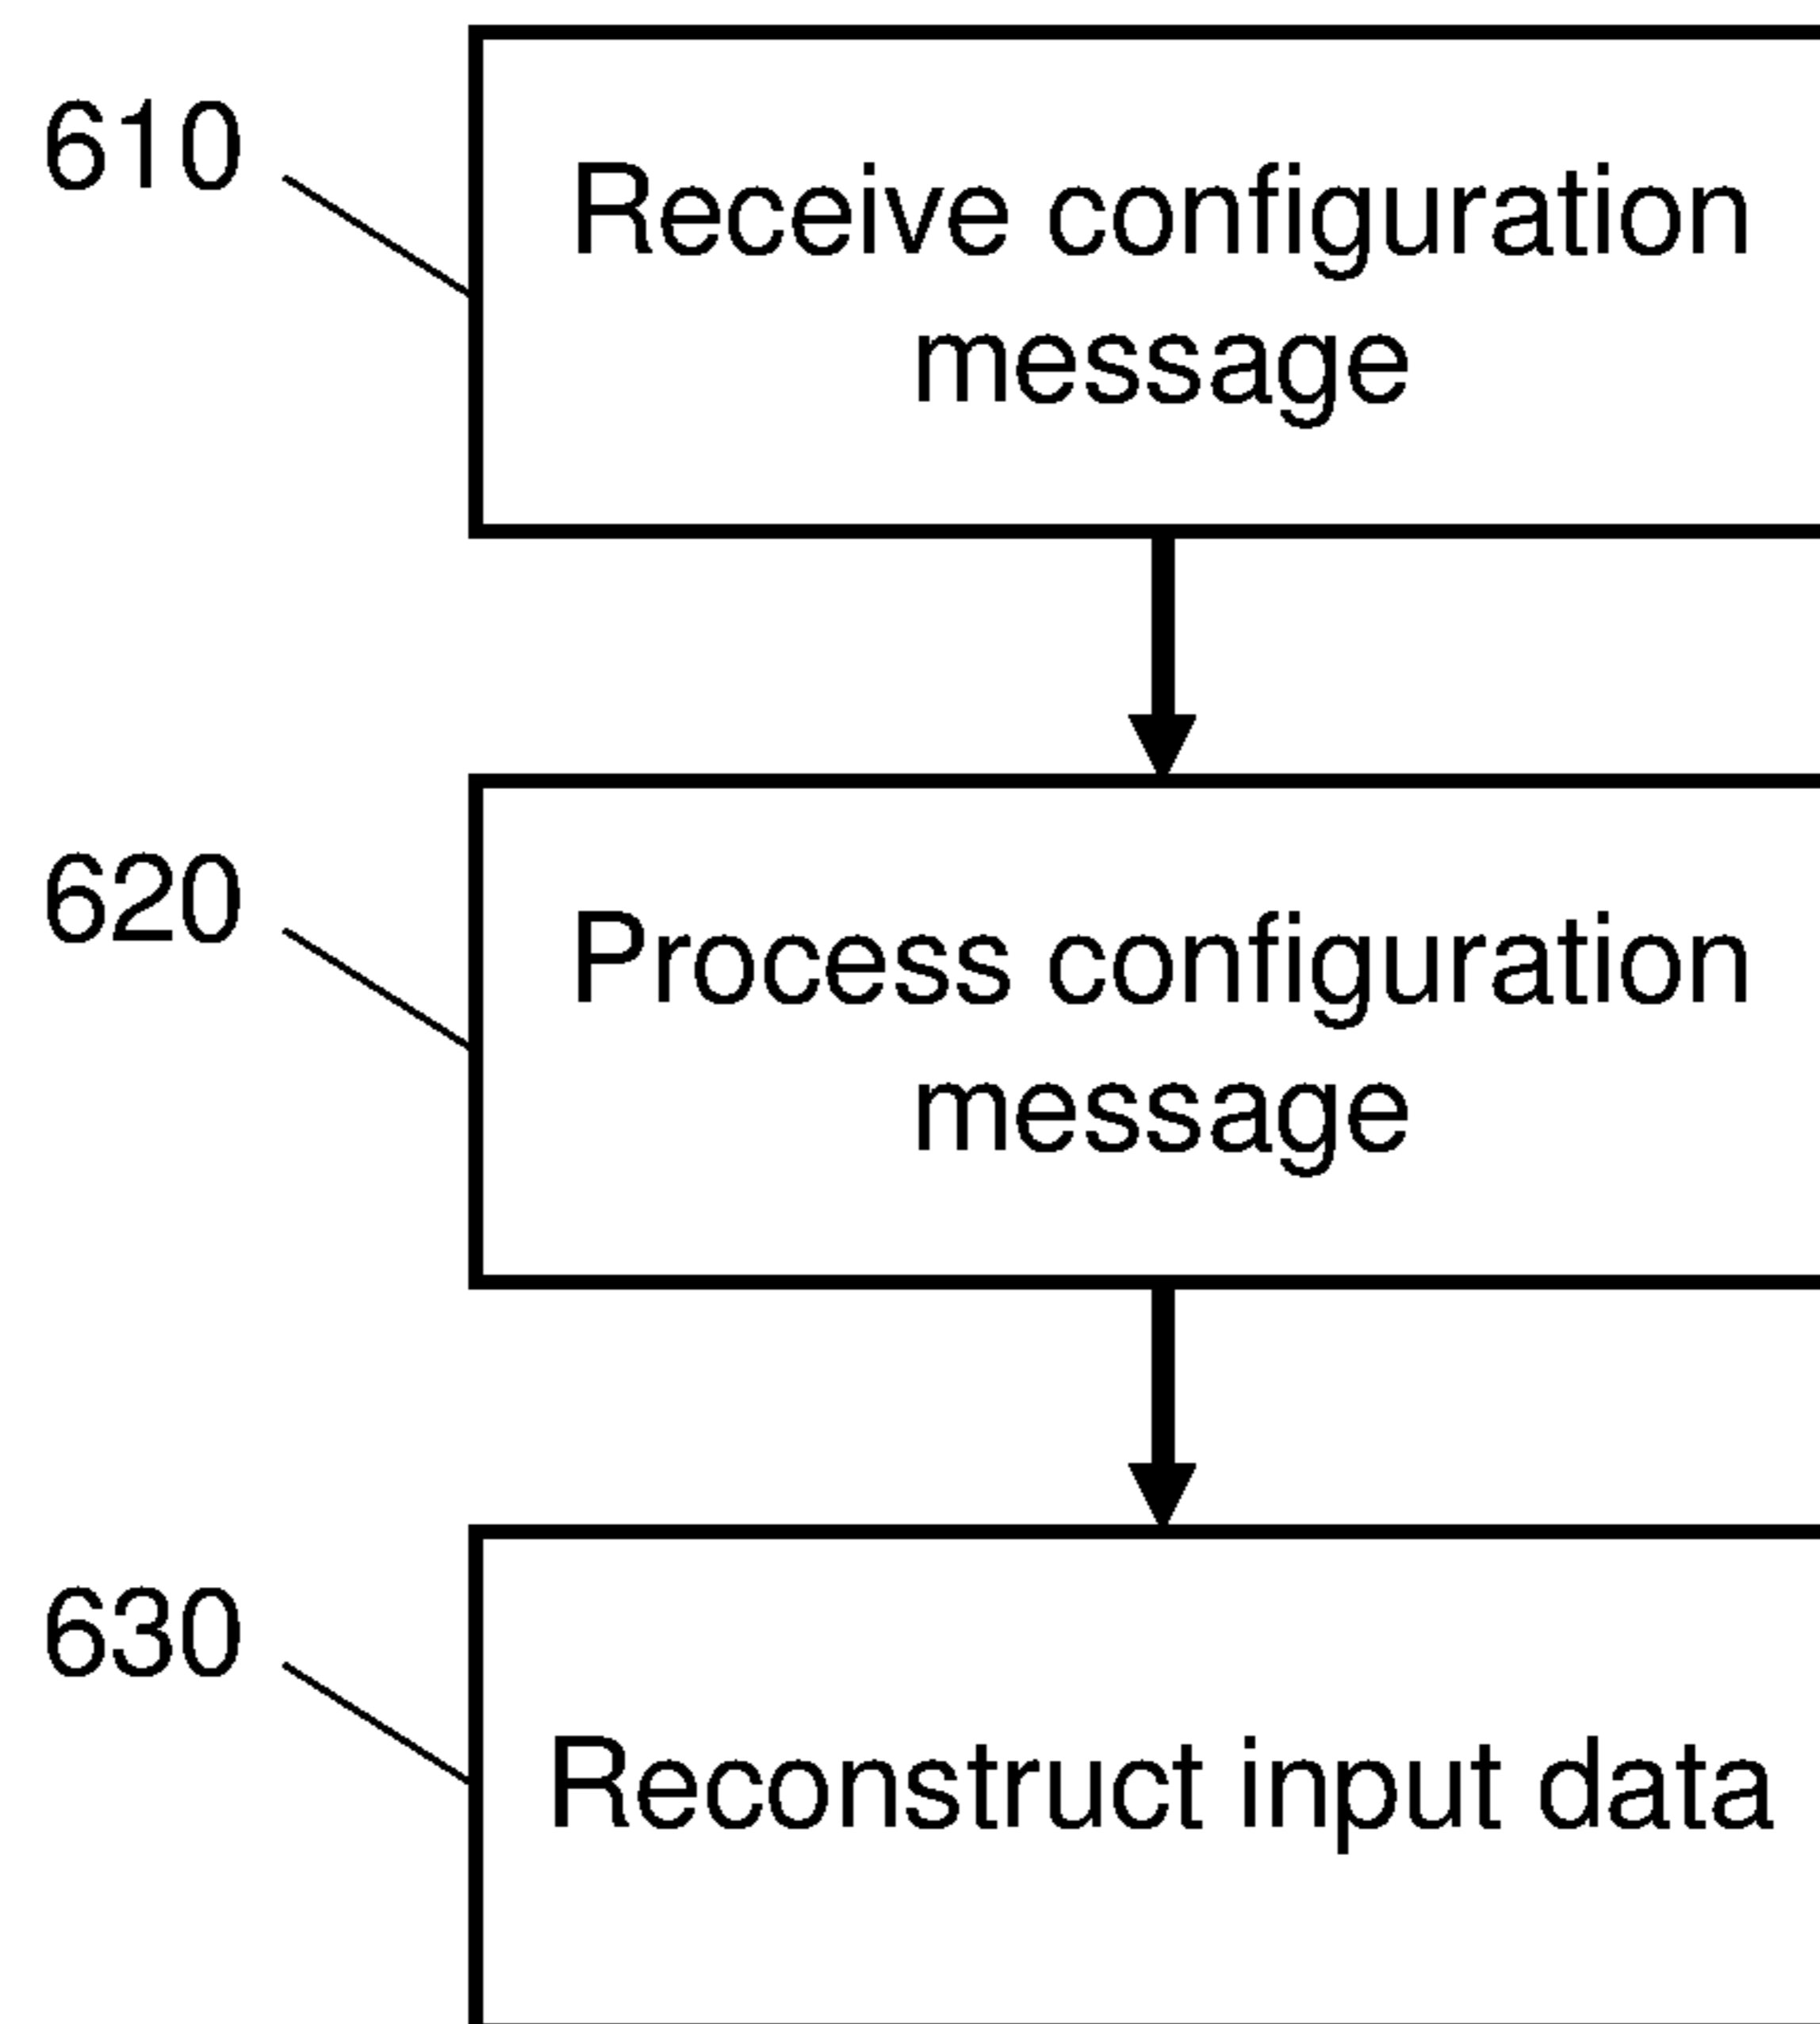 610
Receive configuration
message
620
Process configuration
message
630
Reconstruct input data